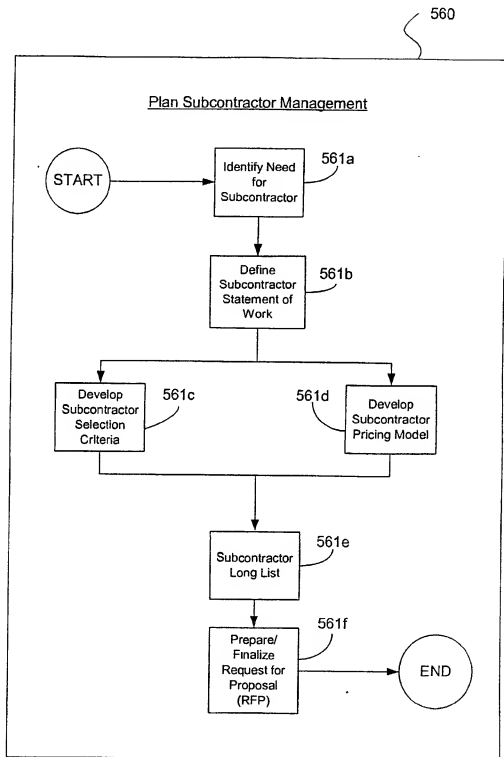 560
Plan Subcontractor Management
START
Identify Need
for
Subcontractor
561a
Define
Subcontractor
Statement of
Work
561b
Develop
Subcontractor
Selection
Criteria
561c
561d
Develop
Subcontractor
Pricing Model
Subcontractor
Long List
561e
Prepare/
Finalize
Request for
Proposal
(RFP)
561f
END